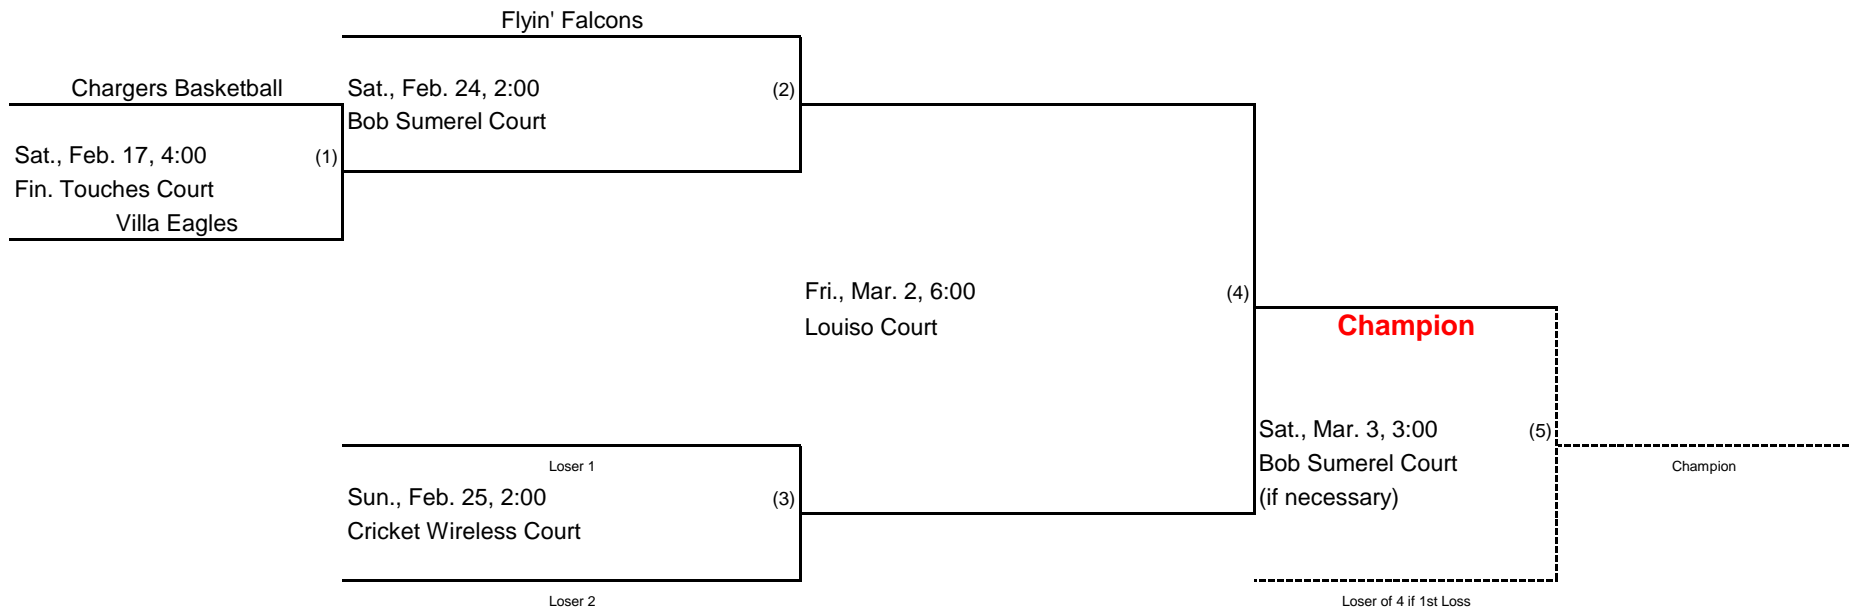 Flyin' Falcons
Chargers Basketball
Sat., Feb. 24, 2:00
(2)
Bob Sumerel Court
Sat., Feb. 17, 4:00
(1)
Fin. Touches Court
Villa Eagles
Fri., Mar. 2, 6:00
(4)
Louiso Court
Champion
Sat., Mar. 3, 3:00
(5)
Bob Sumerel Court
(if necessary)
Champion
Loser 1
Sun., Feb. 25, 2:00
(3)
Cricket Wireless Court
Loser 2
Loser of 4 if 1st Loss